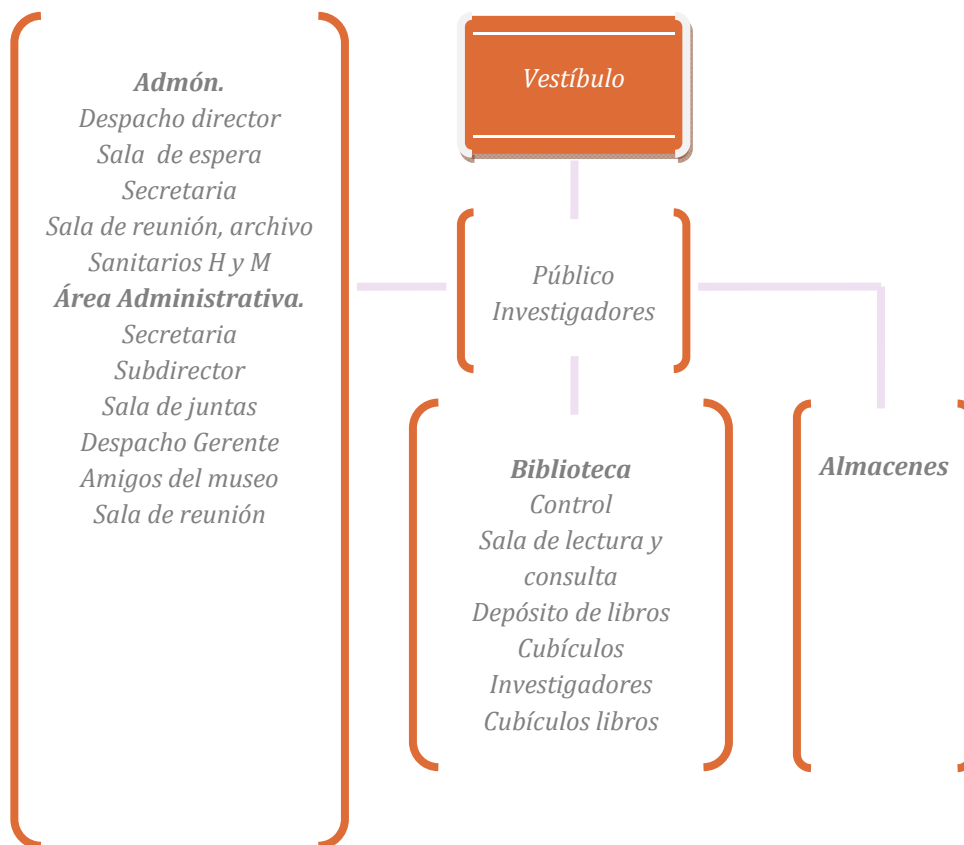 Vestíbulo
Admón.
Despacho director
Sala de espera
Secretaria
Sala de reunión, archivo
Sanitarios H y M
Área Administrativa.
Secretaria
Subdirector
Sala de juntas
Despacho Gerente
Amigos del museo
Sala de reunión
Público
Investigadores
Biblioteca
Control
Sala de lectura y
consulta
Depósito de libros
Cubículos
Investigadores
Cubículos libros
Almacenes